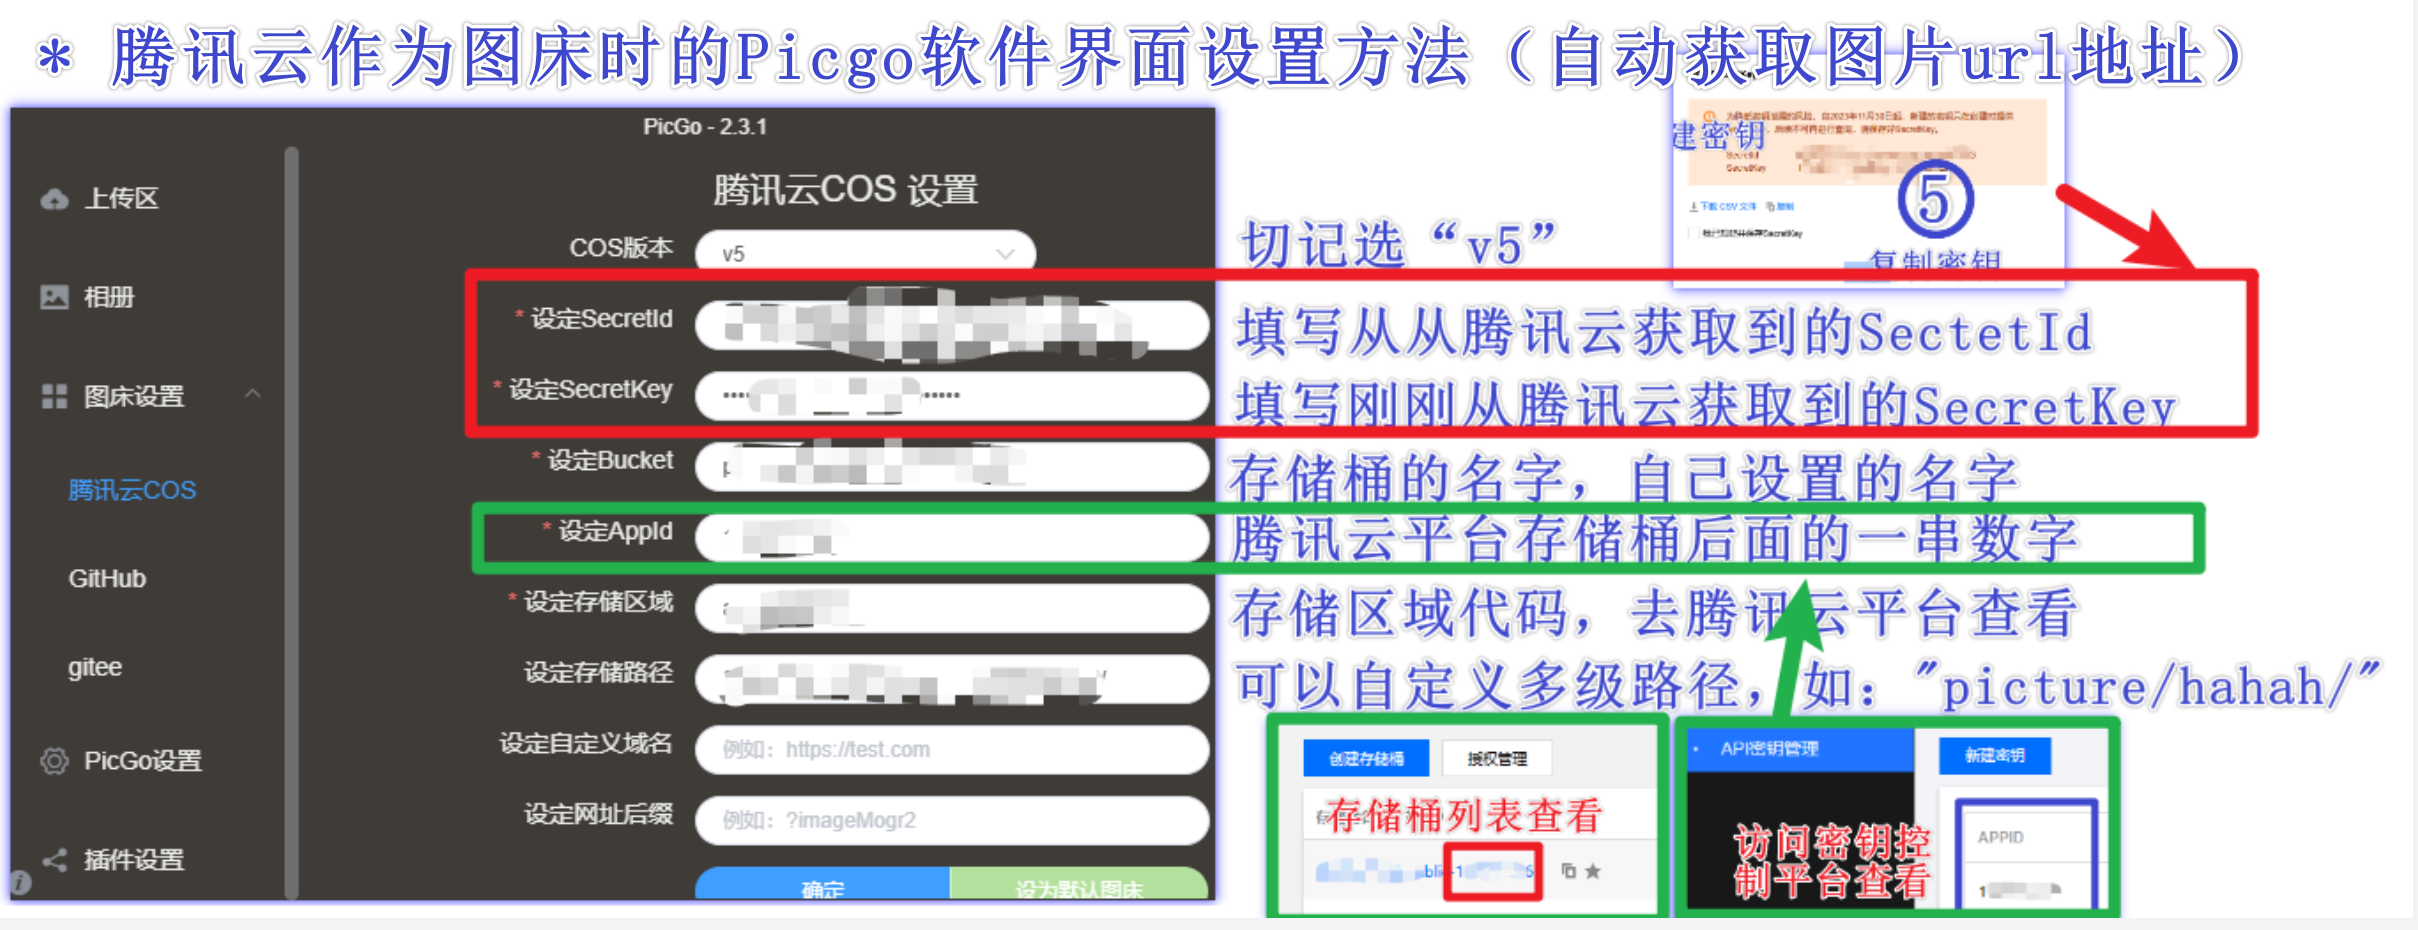 * 腾讯云作为图床时的Picgo软件界面设置方法（自动获取图片url地址）
PicGo - 2.3.1
上传区
相册
图床设置
腾讯云COS
GitHub
gitee
PicGo设置
插件设置
腾讯云COS 设置
COS版本
v5
* 设定SecretId
* 设定SecretKey
* 设定Bucket
* 设定AppId
* 设定存储区域
设定存储路径
设定自定义域名
例如：https://test.com
设定网址后缀
例如：?imageMogr2
确定
设为默认图床
建密钥
SecretId
SecretKey
⑤
下载 CSV 文件
复制
复制密钥
切记选“v5”
填写从从腾讯云获取到的SectetId
填写刚刚从腾讯云获取到的SecretKey
存储桶的名字，自己设置的名字
腾讯云平台存储桶后面的一串数字
存储区域代码，去腾讯云平台查看
可以自定义多级路径，如："picture/hahah/"
创建存储桶
授权管理
存储桶列表查看
API密钥管理
新建密钥
访问密钥控
制平台查看
APPID